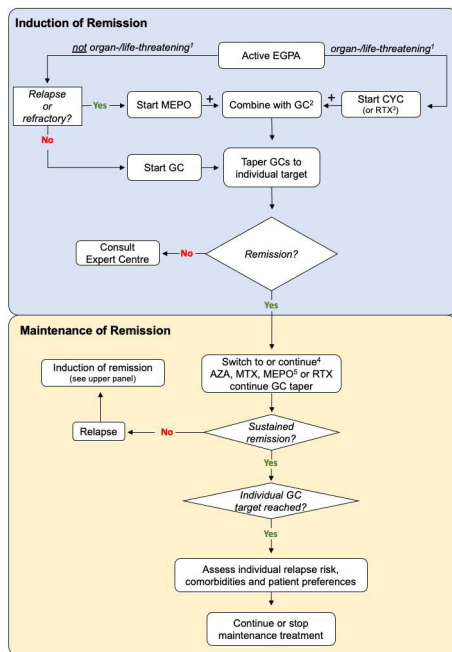 Induction of Remission
not organ-/life-threatening1
Active EGPA
organ-/life-threatening1
Relapse
or
refractory?
Yes
Start MEPO
+
Combine with GC2
+
Start CYC
(or RTX3)
No
Start GC
Taper GCs to
individual target
Remission?
No
Consult
Expert Centre
Yes
Maintenance of Remission
Switch to or continue4
AZA, MTX, MEPO5 or RTX
continue GC taper
Induction of remission
(see upper panel)
Sustained
remission?
No
Relapse
Yes
Individual GC
target reached?
Yes
Assess individual relapse risk,
comorbidities and patient preferences
Continue or stop
maintenance treatment